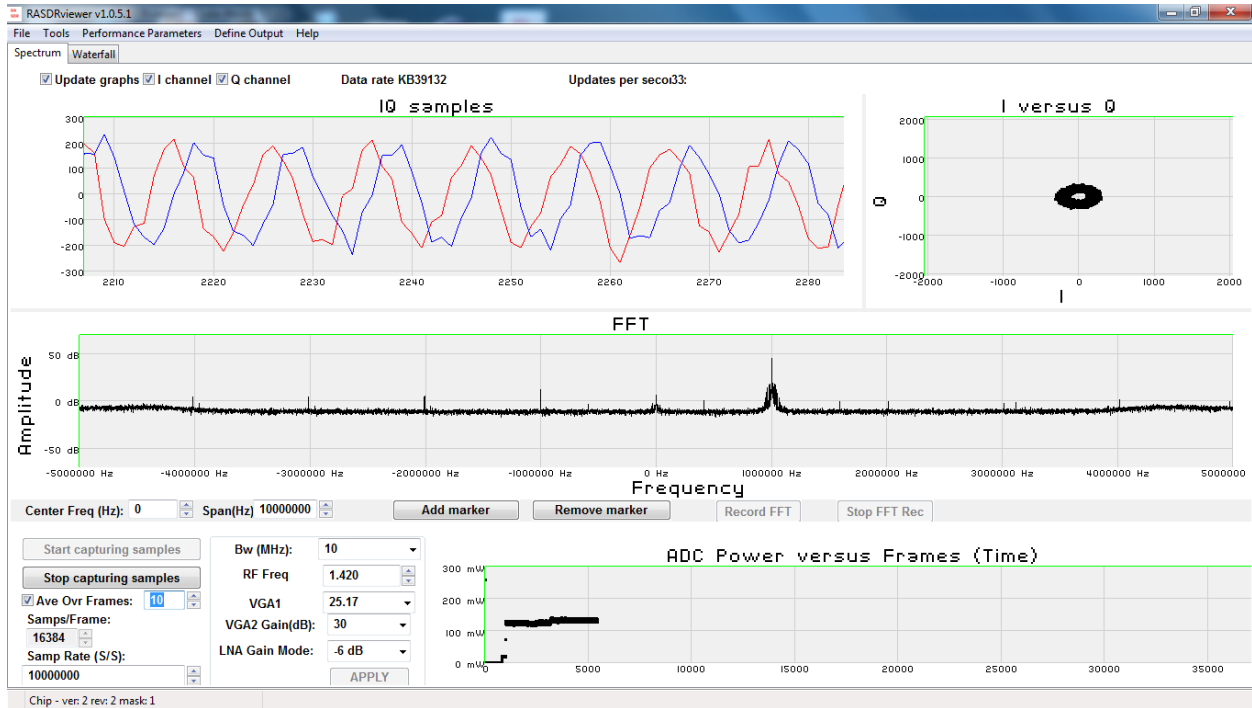 RASDRviewer v1.0.5.1
File Tools Performance Parameters Define Output Help
Spectrum Waterfall
Update graphs I channel Q channel Data rate KB39132 Updates per secoı33:
IQ samples
300
200
100
0
-100
-200
-300
2210 2220 2230 2240 2250 2260 2270 2280
I versus Q
2000
1000
0
-1000
-2000
Q
-2000 -1000 0 1000 2000
I
FFT
Amplitude
50 dB
0 dB
-50 dB
-5000000 Hz -4000000 Hz -3000000 Hz -2000000 Hz -1000000 Hz 0 Hz 1000000 Hz 2000000 Hz 3000000 Hz 4000000 Hz 5000000
Frequency
Center Freq (Hz): 0 Span(Hz) 10000000 Add marker Remove marker Record FFT Stop FFT Rec
Start capturing samples
Stop capturing samples
Ave Ovr Frames: 10
Samps/Frame:
16384
Samp Rate (S/S):
10000000
Bw (MHz): 10
RF Freq 1.420
VGA1 25.17
VGA2 Gain(dB): 30
LNA Gain Mode: -6 dB
APPLY
ADC Power versus Frames (Time)
300 mW
200 mW
100 mW
0 mW
0 5000 10000 15000 20000 25000 30000 35000
Chip - ver: 2 rev: 2 mask: 1